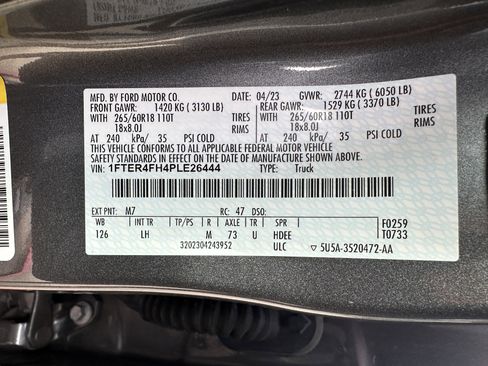 MFD. BY FORD MOTOR CO. DATE: 04/23 GVWR: 2744 KG ( 6050 LB)
FRONT GAWR: 1420 KG ( 3130 LB) REAR GAWR: 1529 KG ( 3370 LB)
WITH 265/60R18 110T TIRES WITH 265/60R18 110T TIRES
18x8.0J RIMS 18x8.0J RIMS
AT 240 kPa/ 35 PSI COLD AT 240 kPa/ 35 PSI COLD
THIS VEHICLE CONFORMS TO ALL APPLICABLE FEDERAL MOTOR VEHICLE
SAFETY STANDARDS IN EFFECT ON THE DATE OF MANUFACTURE SHOWN ABOVE.
VIN: 1FTER4FH4PLE26444 TYPE: Truck
EXT PNT: M7 RC: 47 DSO:
WB INT TR TP/PS R AXLE TR SPR F0259
126 LH M 73 U HDEE T0733
3202304243952 ULC 5U5A-3520472-AA